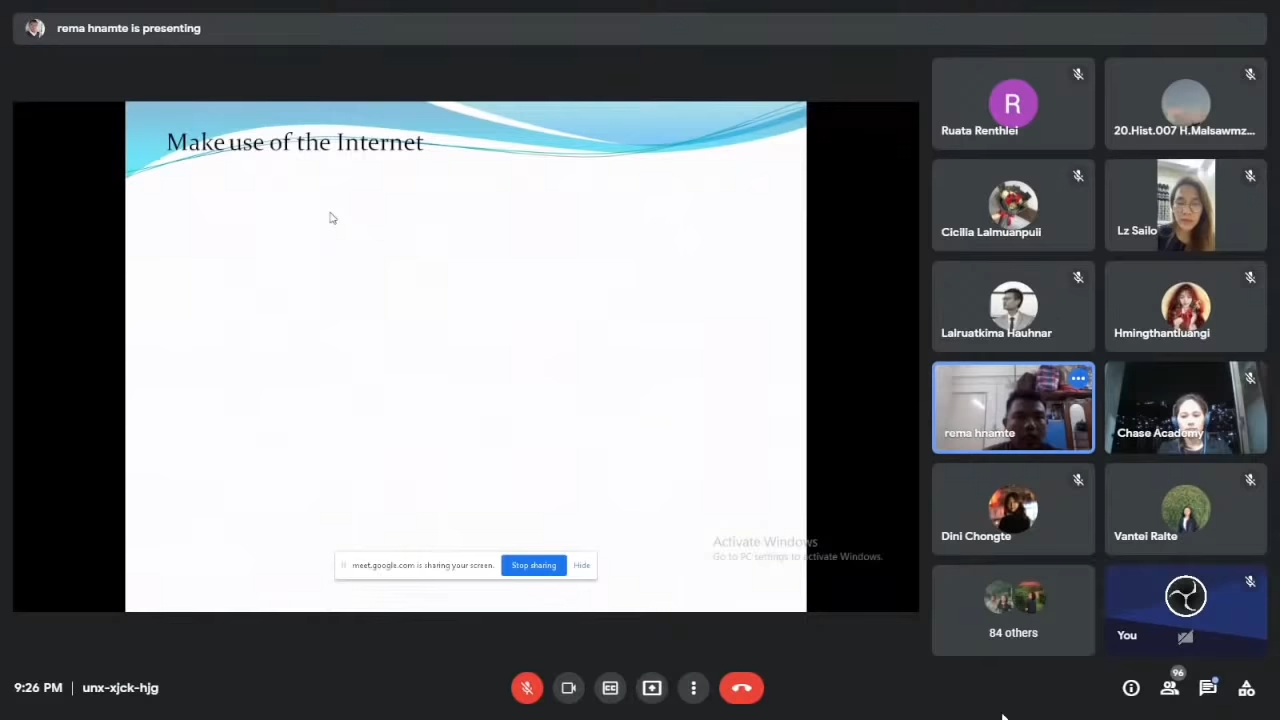 rema hnamte is presenting
Make use of the Internet
meet.google.com is sharing your screen.
Stop sharing
Hide
Activate Windows
Go to PC settings to activate Windows.
R
Ruata Renthlei
20.Hist.007 H.Malsawmz...
Cicilia Lalmuanpuii
Lz Sailo
Lalruatkima Hauhnar
Hmingthantluangi
rema hnamte
Chase Academy
Dini Chongte
Vantei Ralte
84 others
You
9:26 PM | unx-xjck-hjg
96